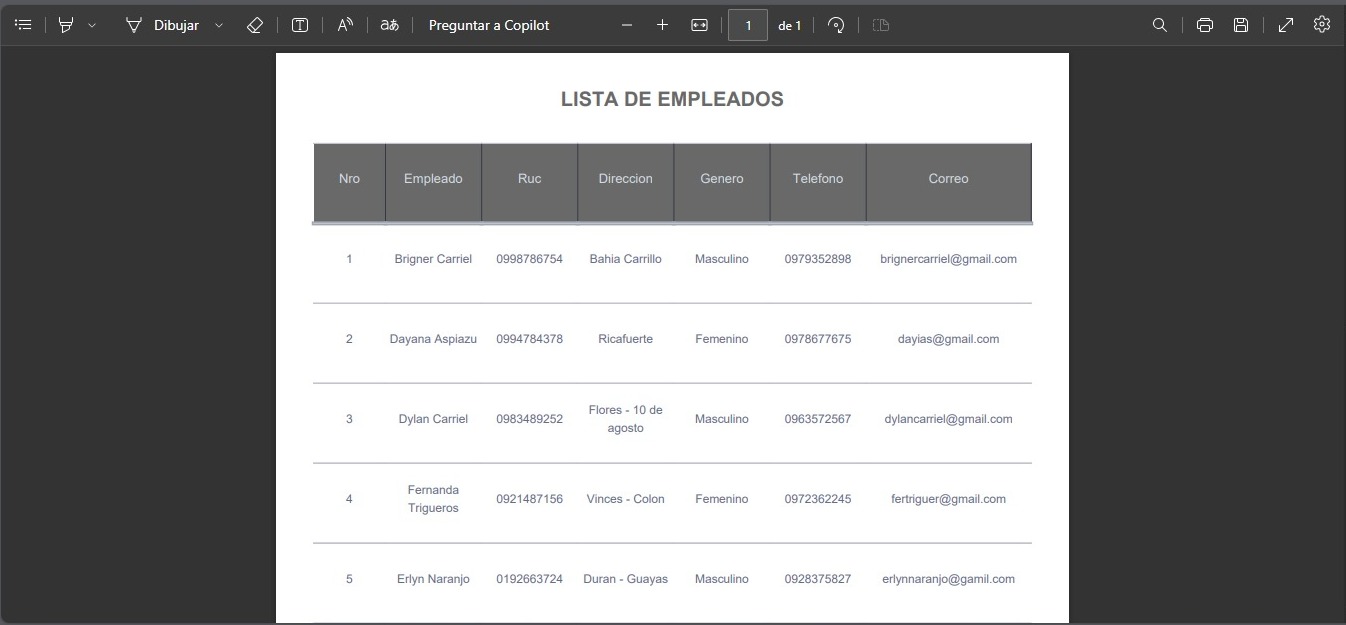 Dibujar aあ Preguntar a Copilot 1 de 1
LISTA DE EMPLEADOS
Nro Empleado Ruc Direccion Genero Telefono Correo
1 Brigner Carriel 0998786754 Bahia Carrillo Masculino 0979352898 brignercarriel@gmail.com
2 Dayana Aspiazu 0994784378 Ricafuerte Femenino 0978677675 dayias@gmail.com
3 Dylan Carriel 0983489252 Flores - 10 de
agosto Masculino 0963572567 dylancarriel@gmail.com
4 Fernanda
Trigueros 0921487156 Vinces - Colon Femenino 0972362245 fertriguer@gmail.com
5 Erlyn Naranjo 0192663724 Duran - Guayas Masculino 0928375827 erlynnaranjo@gamil.com